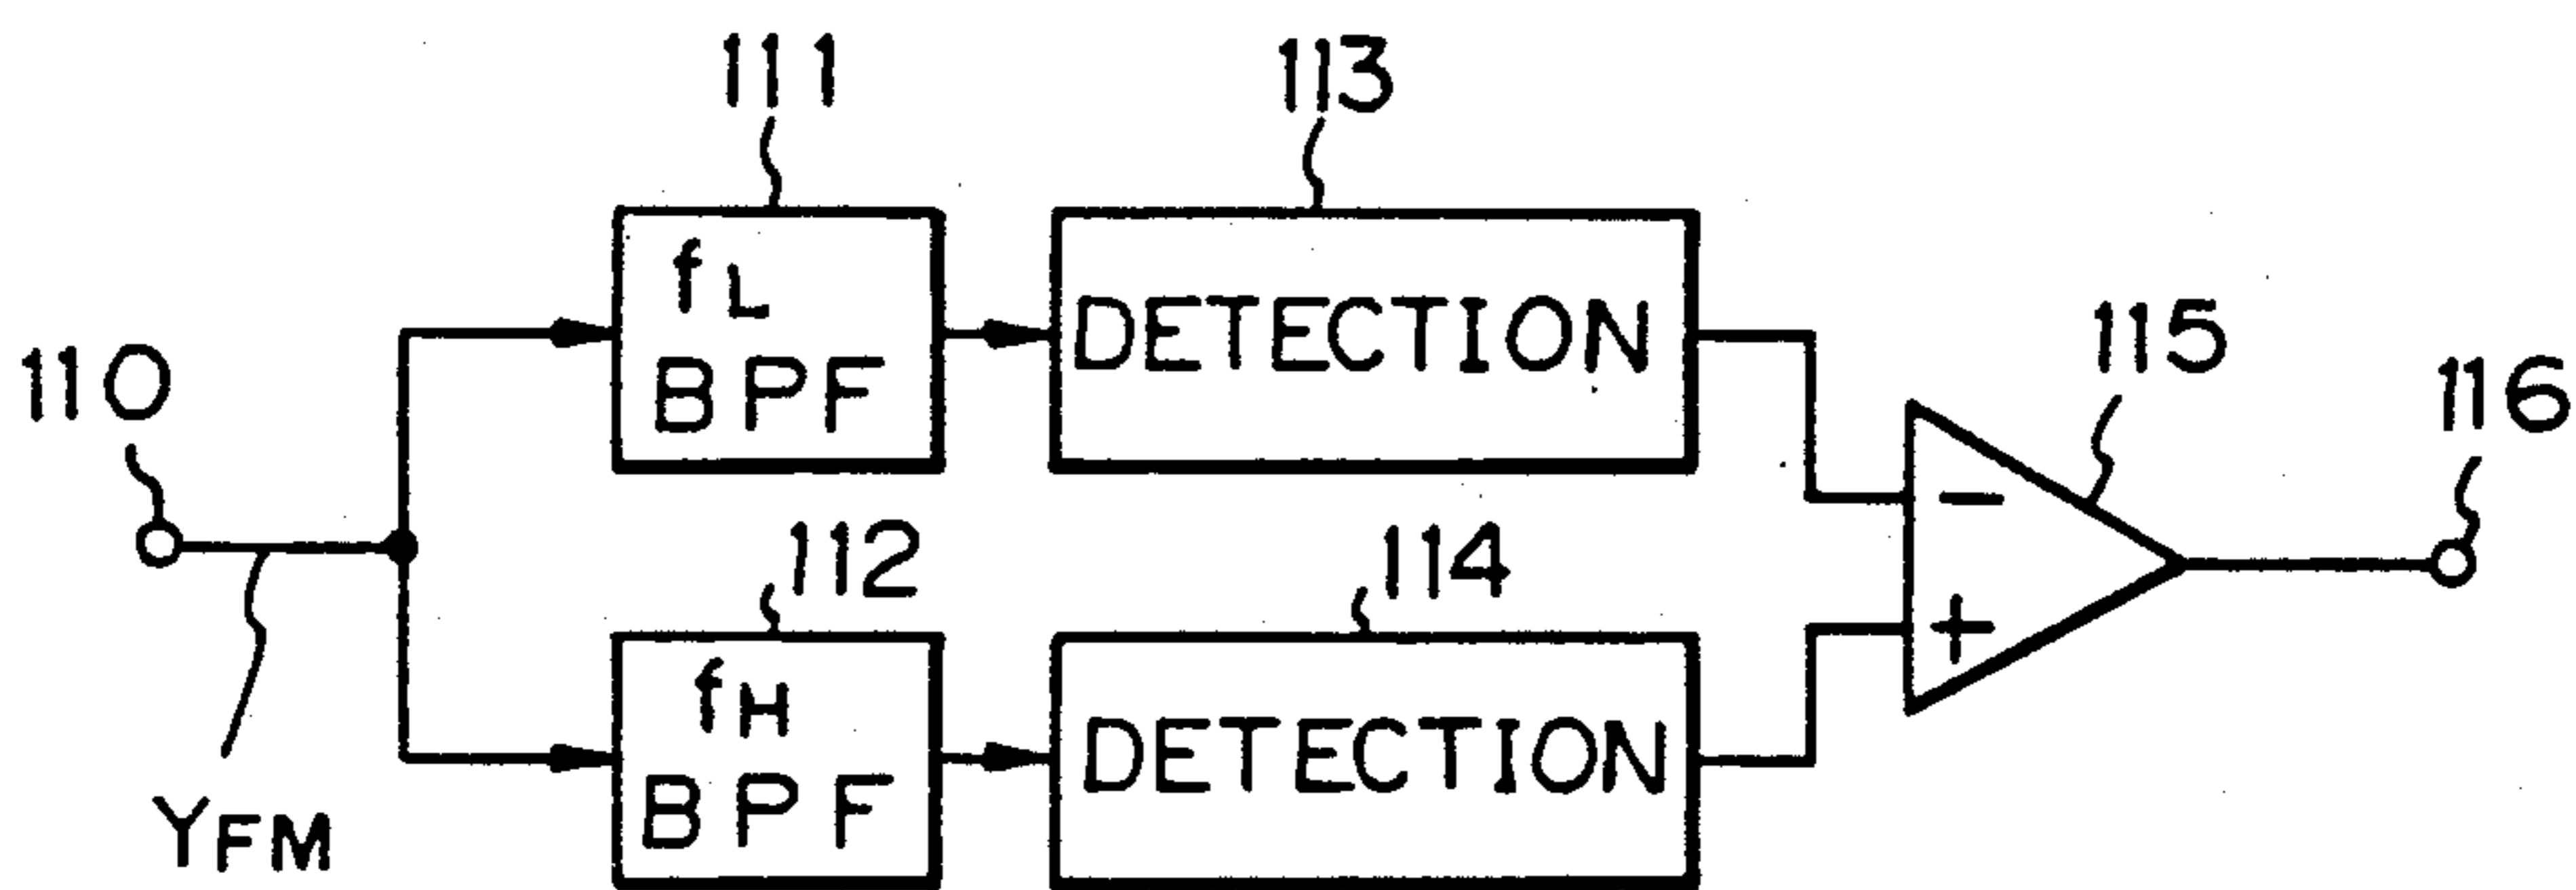 111
113
fL
BPF
DETECTION
110
115
116
112
114
-
+
fH
BPF
DETECTION
YFM